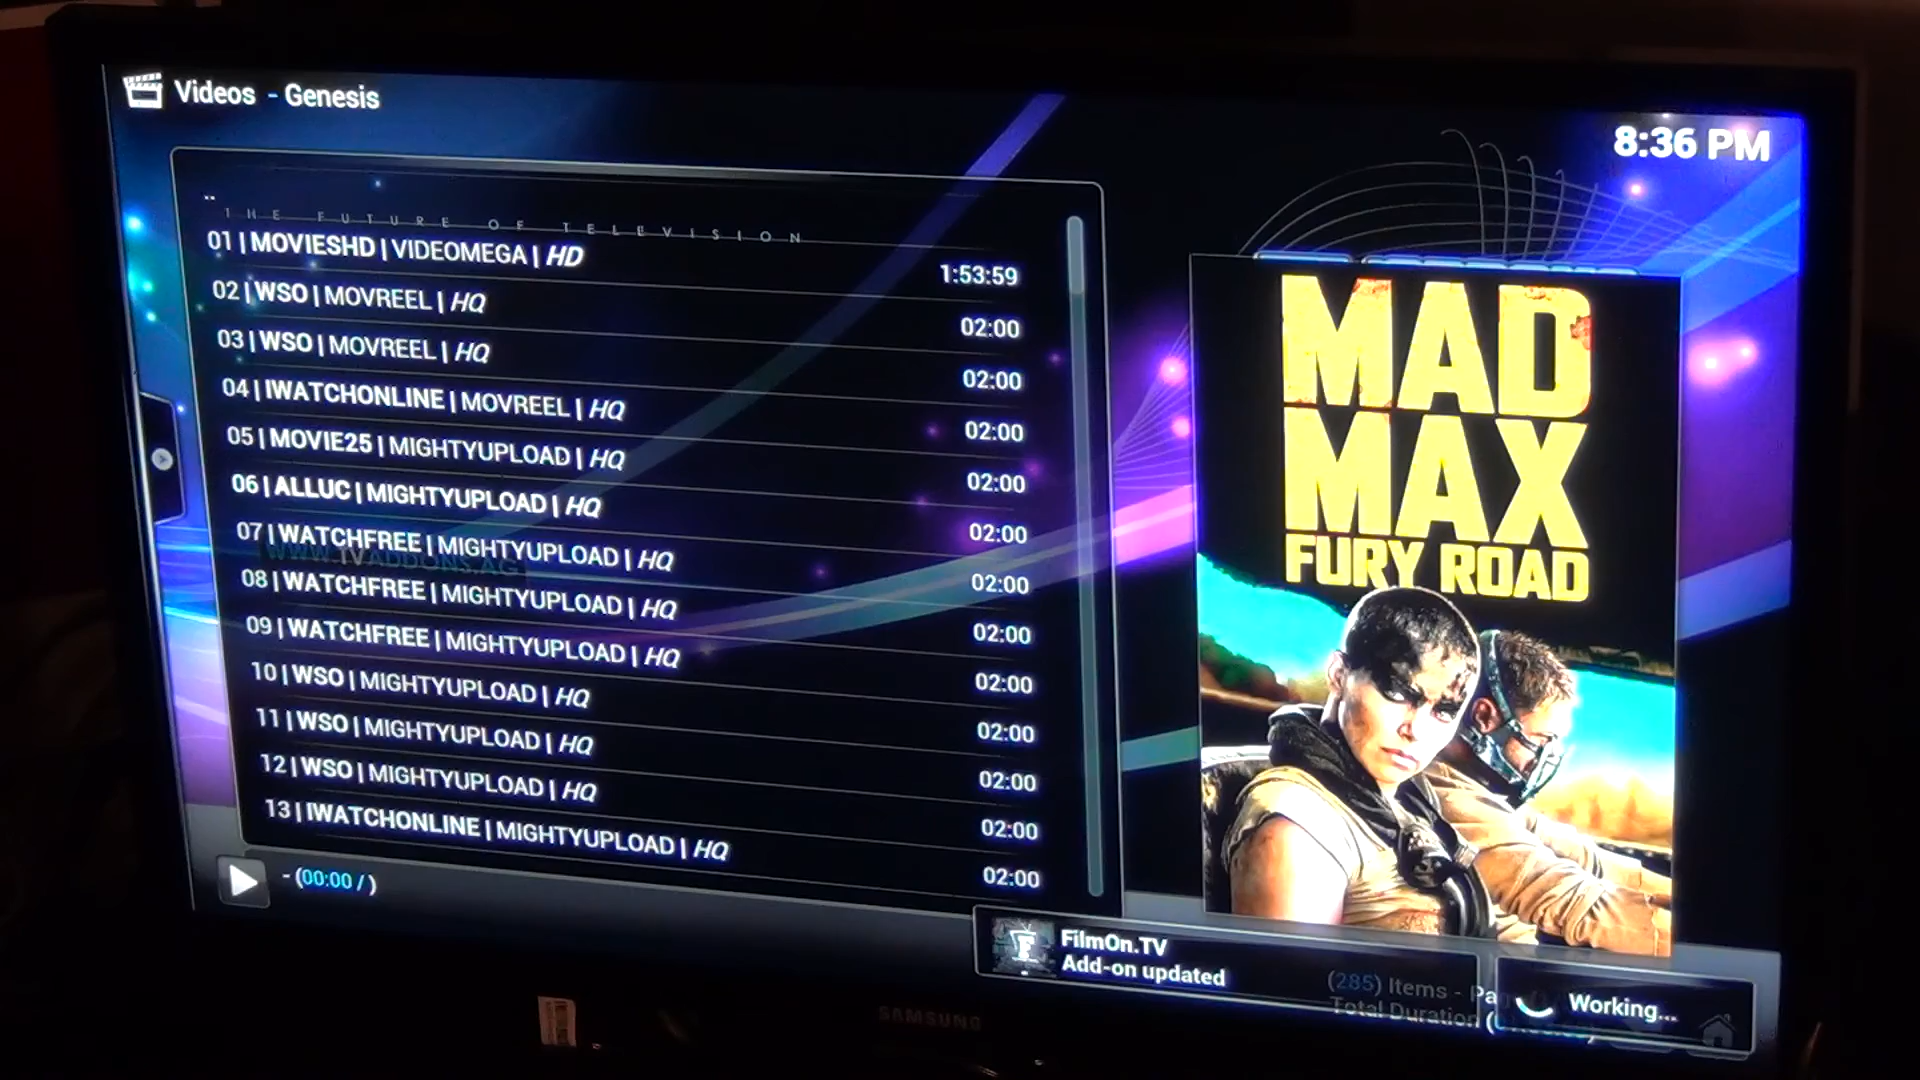 Videos - Genesis
8:36 PM
..
THE FUTURE OF TELEVISION
01 | MOVIESHD | VIDEOMEGA | HD 1:53:59
02 | WSO | MOVREEL | HQ 02:00
03 | WSO | MOVREEL | HQ 02:00
04 | IWATCHONLINE | MOVREEL | HQ 02:00
05 | MOVIE25 | MIGHTYUPLOAD | HQ 02:00
06 | ALLUC | MIGHTYUPLOAD | HQ 02:00
07 | WATCHFREE | MIGHTYUPLOAD | HQ 02:00
WWW.TVADDONS.AG
08 | WATCHFREE | MIGHTYUPLOAD | HQ 02:00
09 | WATCHFREE | MIGHTYUPLOAD | HQ 02:00
10 | WSO | MIGHTYUPLOAD | HQ 02:00
11 | WSO | MIGHTYUPLOAD | HQ 02:00
12 | WSO | MIGHTYUPLOAD | HQ 02:00
13 | IWATCHONLINE | MIGHTYUPLOAD | HQ 02:00
- (00:00 / )
MAD
MAX
FURY ROAD
F
FilmOn.TV
Add-on updated
(285) Items - Pa
Total Duration (
Working...
SAMSUNG